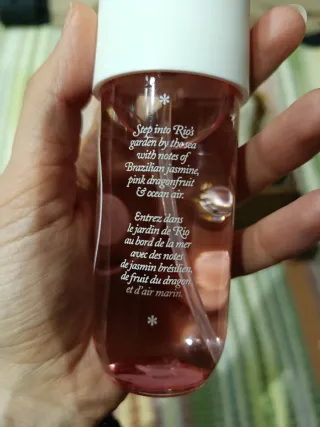 *
Step into Rio's
garden by the sea
with notes of
Brazilian jasmine,
pink dragonfruit
& ocean air.
Entrez dans
le jardin de Rio
au bord de la mer
avec des notes
de jasmin brésilien,
de fruit du dragon
et d'air marin.
*